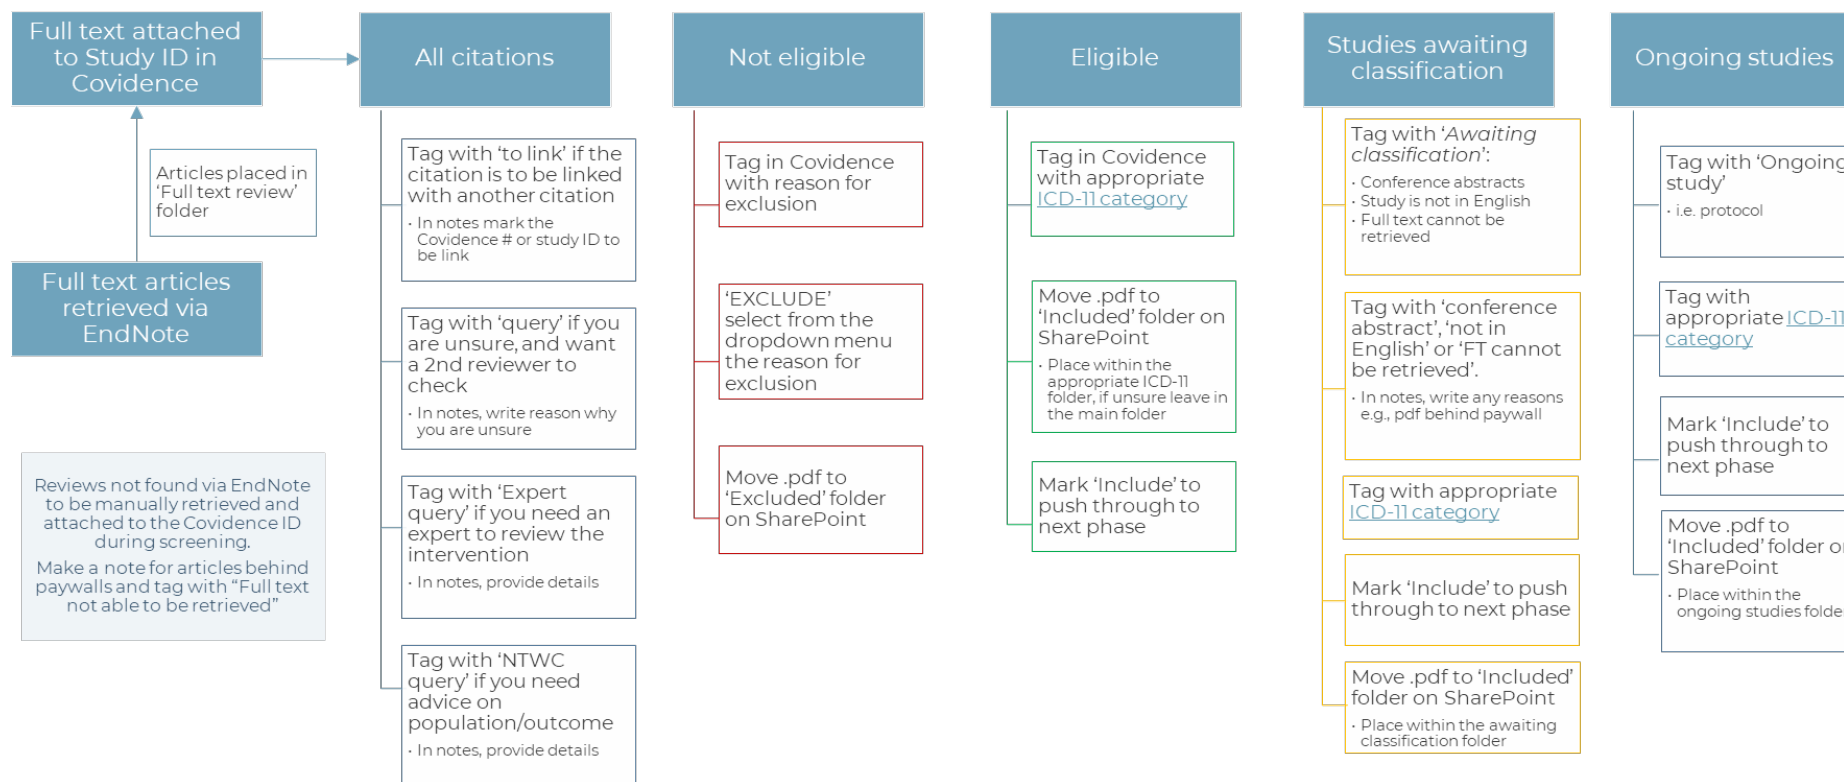 Full text attached
to Study ID in
Covidence
Articles placed in
‘Full text review’
folder
Full text articles
retrieved via
EndNote
Reviews not found via EndNote
to be manually retrieved and
attached to the Covidence ID
during screening.
Make a note for articles behind
paywalls and tag with “Full text
not able to be retrieved”
All citations
Tag with ‘to link’ if the
citation is to be linked
with another citation
· In notes mark the
Covidence # or study ID to
be link
Tag with ‘query’ if you
are unsure, and want
a 2nd reviewer to
check
· In notes, write reason why
you are unsure
Tag with ‘Expert
query’ if you need an
expert to review the
intervention
· In notes, provide details
Tag with ‘NTWC
query’ if you need
advice on
population/outcome
· In notes, provide details
Not eligible
Tag in Covidence
with reason for
exclusion
‘EXCLUDE’
select from the
dropdown menu
the reason for
exclusion
Move .pdf to
‘Excluded’ folder
on SharePoint
Eligible
Tag in Covidence
with appropriate
ICD-11 category
Move .pdf to
‘Included’ folder on
SharePoint
· Place within the
appropriate ICD-11
folder, if unsure leave in
the main folder
Mark ‘Include’ to
push through to
next phase
Studies awaiting
classification
Tag with ‘Awaiting
classification’:
· Conference abstracts
· Study is not in English
· Full text cannot be
retrieved
Tag with ‘conference
abstract’, ‘not in
English’ or ‘FT cannot
be retrieved’.
· In notes, write any reasons
e.g., pdf behind paywall
Tag with appropriate
ICD-11 category
Mark ‘Include’ to push
through to next phase
Move .pdf to ‘Included’
folder on SharePoint
· Place within the awaiting
classification folder
Ongoing studies
Tag with ‘Ongoing
study’
· i.e. protocol
Tag with
appropriate ICD-11
category
Mark ‘Include’ to
push through to
next phase
Move .pdf to
‘Included’ folder on
SharePoint
· Place within the
ongoing studies folder